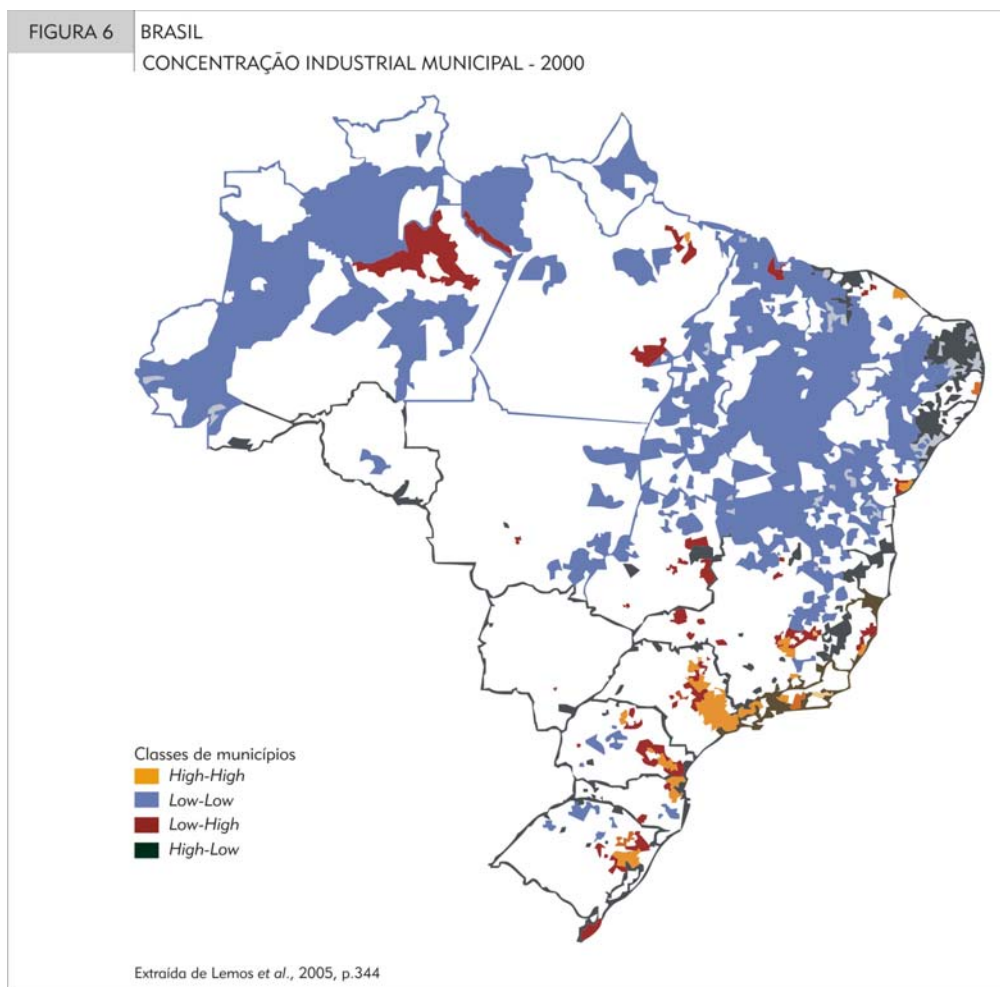 FIGURA 6
BRASIL
CONCENTRAÇÃO INDUSTRIAL MUNICIPAL - 2000
Classes de municípios
High-High
Low-Low
Low-High
High-Low
Extraída de Lemos et al., 2005, p.344